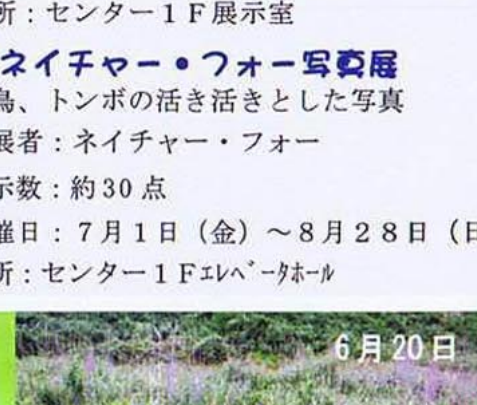 所：センター１Ｆ展示室
ネイチャー・フォー写真展
鳥、トンボの活き活きとした写真
展者：ネイチャー・フォー
示数：約30点
催日：７月１日（金）～８月２８日（日
所：センター１Ｆｴﾚﾍﾞｰﾀﾎｰﾙ
6月20日